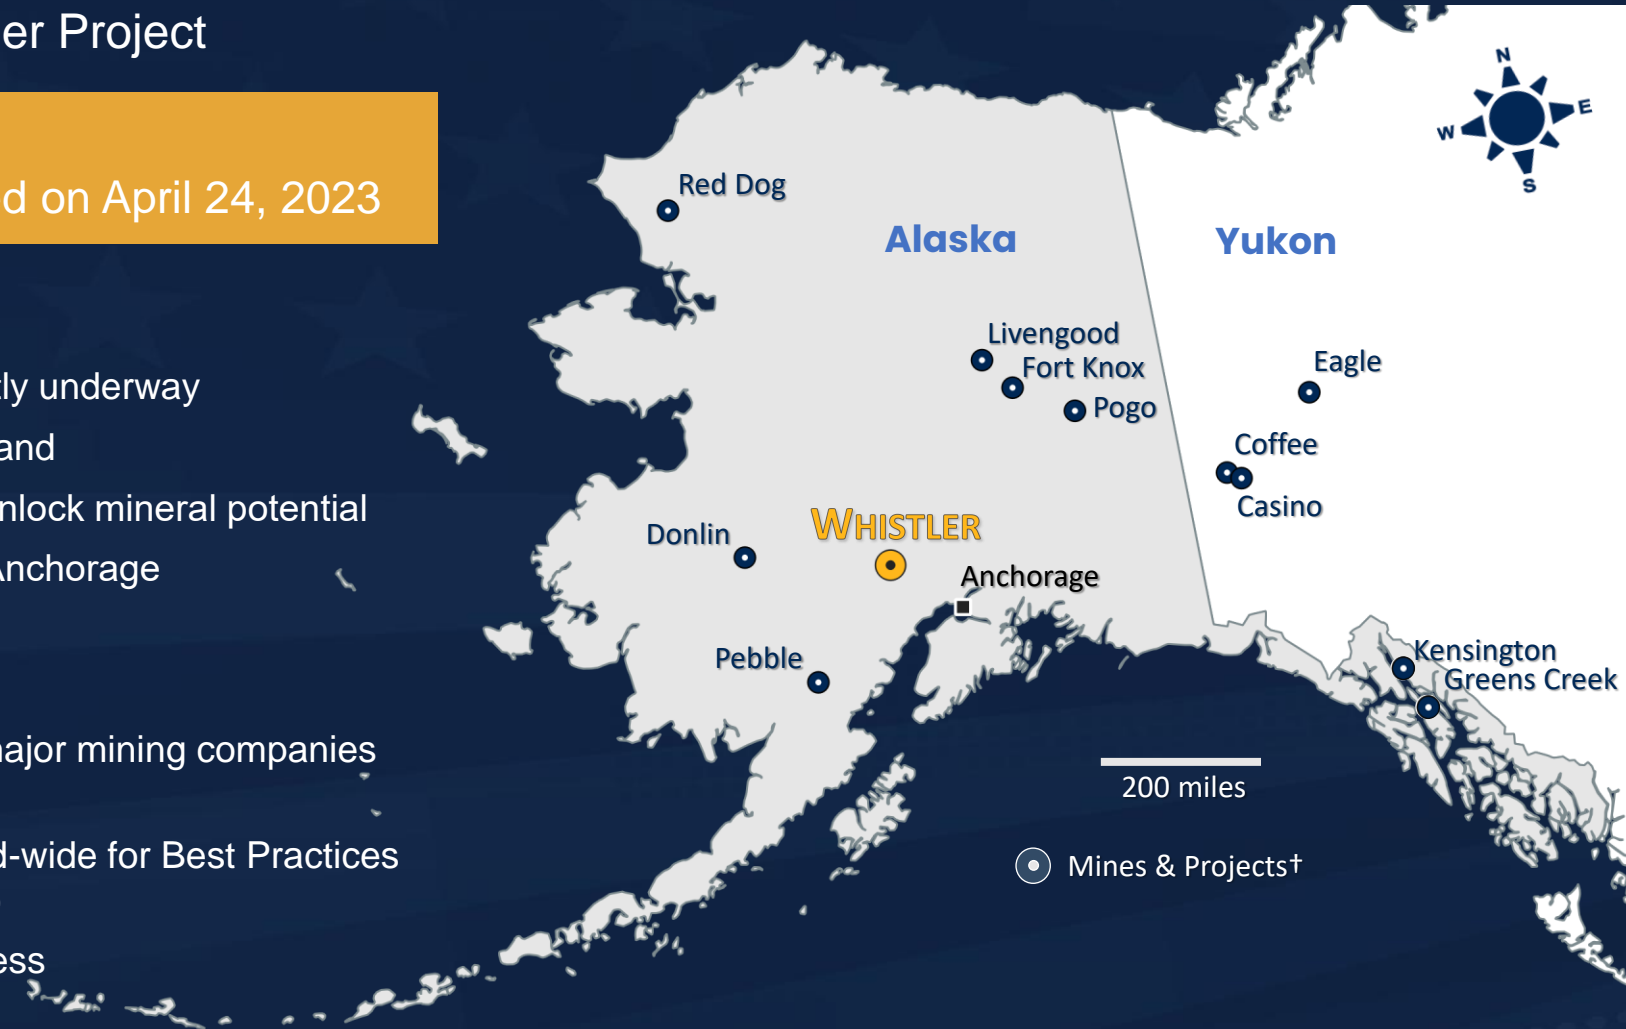 er Project
d on April 24, 2023
tly underway
and
nlock mineral potential
Anchorage
major mining companies
d-wide for Best Practices
ess
N
E
W
S
Red Dog
Alaska
Yukon
Livengood
Fort Knox
Pogo
Eagle
Coffee
Casino
Donlin
WHISTLER
Anchorage
Pebble
Kensington
Greens Creek
200 miles
Mines & Projects†